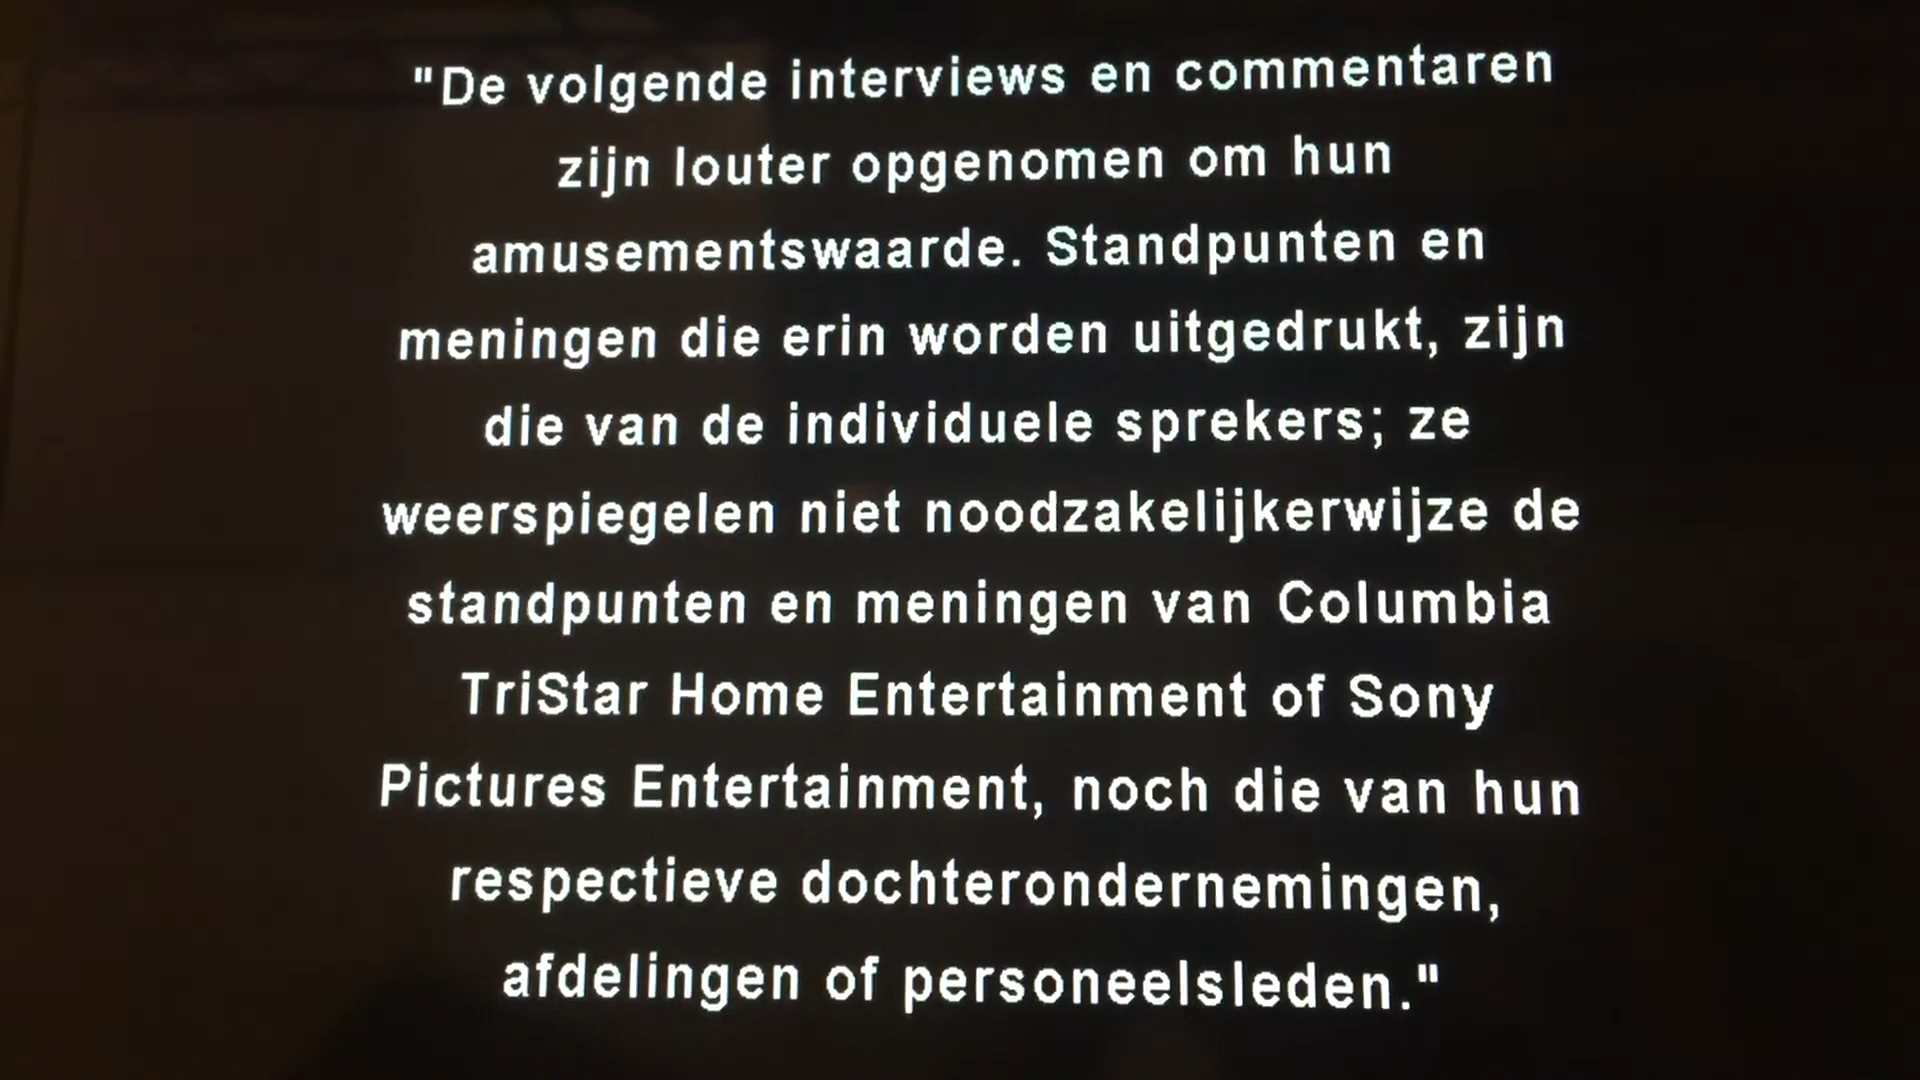 "De volgende interviews en commentaren
zijn louter opgenomen om hun
amusementswaarde. Standpunten en
meningen die erin worden uitgedrukt, zijn
die van de individuele sprekers; ze
weerspiegelen niet noodzakelijkerwijze de
standpunten en meningen van Columbia
TriStar Home Entertainment of Sony
Pictures Entertainment, noch die van hun
respectieve dochterondernemingen,
afdelingen of personeelsleden."